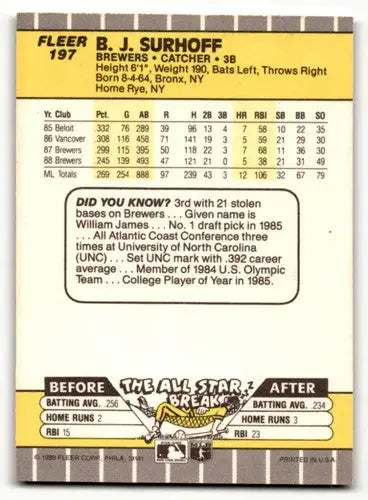 FLEER
197
B. J. SURHOFF
BREWERS • CATCHER • 3B
Height 6'1", Weight 190, Bats Left, Throws Right
Born 8-4-64, Bronx, NY
Home Rye, NY
Yr. Club Pct. G AB R H 2B 3B HR RBI SB BB SO
85 Beloit .332 76 289 39 96 13 4 7 58 10 22 35
86 Vancouver .308 116 458 71 141 19 3 5 59 21 29 30
87 Brewers .299 115 395 50 118 22 3 7 68 11 36 30
88 Brewers .245 139 493 47 121 21 0 5 38 21 31 49
ML Totals 269 254 888 97 239 43 3 12 106 32 67 79
DID YOU KNOW? 3rd with 21 stolen
bases on Brewers . . . Given name is
William James . . . No. 1 draft pick in 1985
. . . All Atlantic Coast Conference three
times at University of North Carolina
(UNC) . . . Set UNC mark with .392 career
average . . . Member of 1984 U.S. Olympic
Team . . . College Player of Year in 1985.
BEFORE THE ALL STAR BREAK AFTER
BATTING AVG. .256 BATTING AVG. .234
HOME RUNS 2 HOME RUNS 3
RBI 15 RBI 23
© 1989 FLEER CORP. PHILA. 19141 PRINTED IN U.S.A.